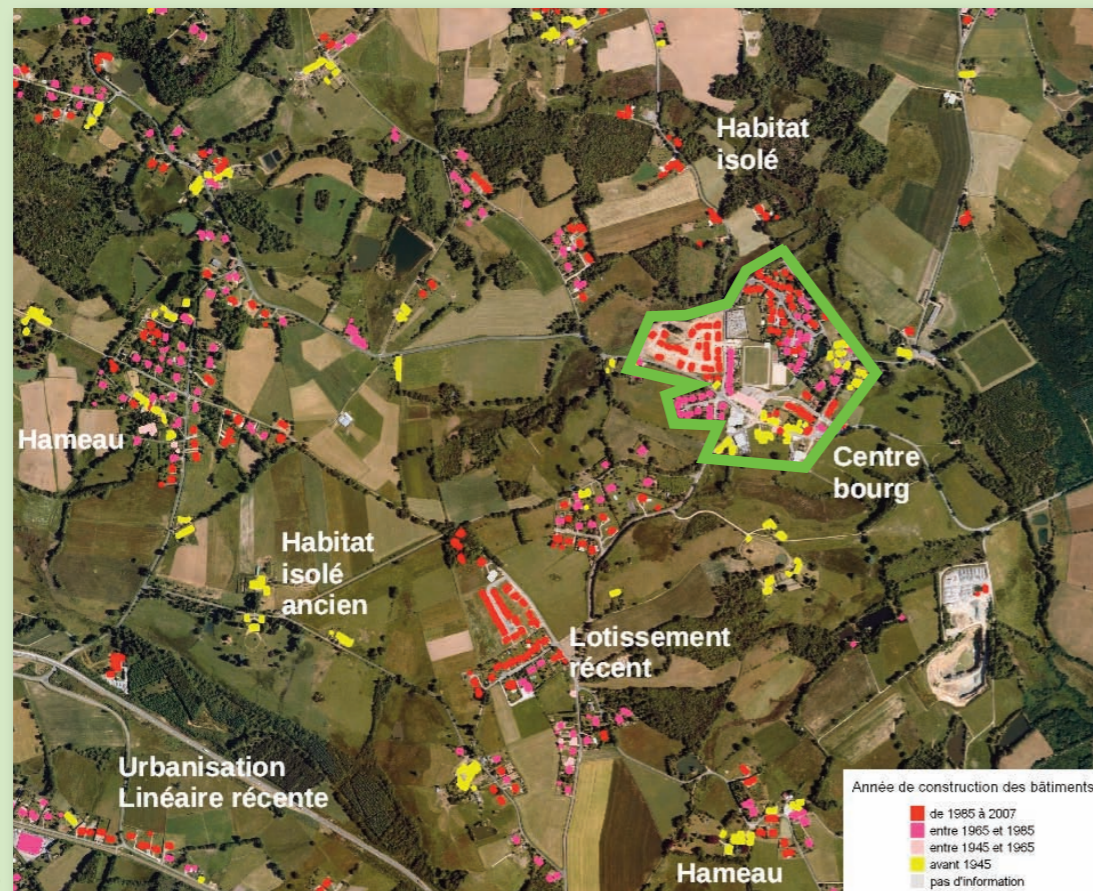 Habitat
isolé
Hameau
Centre
bourg
Habitat
isolé
ancien
Lotissement
récent
Urbanisation
Linéaire récente
Hameau
Année de construction des bâtiments
de 1985 à 2007
entre 1965 et 1985
entre 1945 et 1965
avant 1945
pas d'information